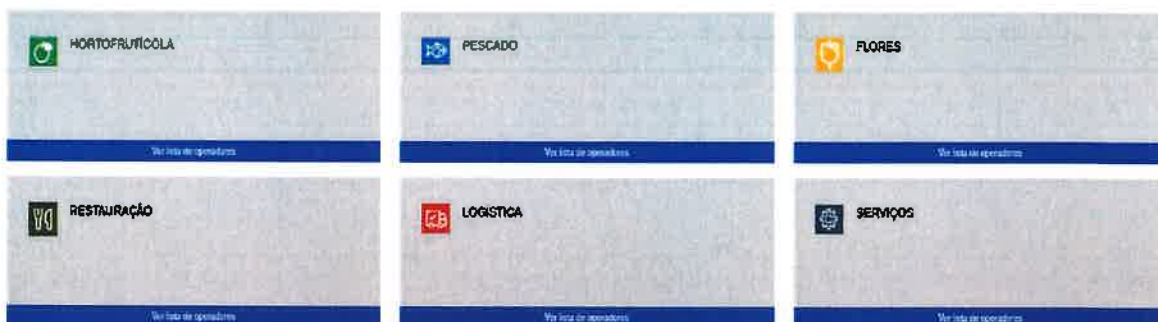 HORTOFRUTÍCOLA
PESCADO
FLORES
Ver lista de operadores
Ver lista de operadores
Ver lista de operadores
RESTAURAÇÃO
LOGÍSTICA
SERVIÇOS
Ver lista de operadores
Ver lista de operadores
Ver lista de operadores